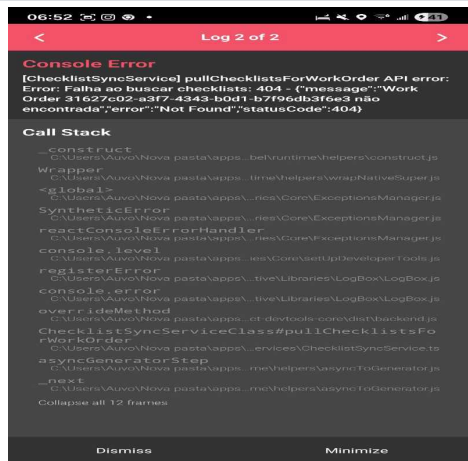 06:52
41
<
Log 2 of 2
>
Console Error
[ChecklistSyncService] pullChecklistsForWorkOrder API error:
Error: Falha ao buscar checklists: 404 - {"message":"Work
Order 31627c02-a3f7-4343-b0d1-b7f96db3f6e3 não
encontrada","error":"Not Found","statusCode":404}
Call Stack
_construct
C:\Users\Auvo\Nova pasta\apps...bel\runtime\helpers\construct.js
Wrapper
C:\Users\Auvo\Nova pasta\apps...time\helpers\wrapNativeSuper.js
<global>
C:\Users\Auvo\Nova pasta\apps...ries\Core\ExceptionsManager.js
SyntheticError
C:\Users\Auvo\Nova pasta\apps...ries\Core\ExceptionsManager.js
reactConsoleErrorHandler
C:\Users\Auvo\Nova pasta\apps...ries\Core\ExceptionsManager.js
console.level
C:\Users\Auvo\Nova pasta\apps...es\Core\setUpDeveloperTools.js
registerError
C:\Users\Auvo\Nova pasta\apps...tive\Libraries\LogBox\LogBox.js
console.error
C:\Users\Auvo\Nova pasta\apps...tive\Libraries\LogBox\LogBox.js
overrideMethod
C:\Users\Auvo\Nova pasta\apps...ct-devtools-core\dist\backend.js
ChecklistSyncServiceClass#pullChecklistsFo
rWorkOrder
C:\Users\Auvo\Nova pasta\apps...ervices\ChecklistSyncService.ts
asyncGeneratorStep
C:\Users\Auvo\Nova pasta\apps...me\helpers\asyncToGenerator.js
_next
C:\Users\Auvo\Nova pasta\apps...me\helpers\asyncToGenerator.js
Collapse all 12 frames
Dismiss
Minimize